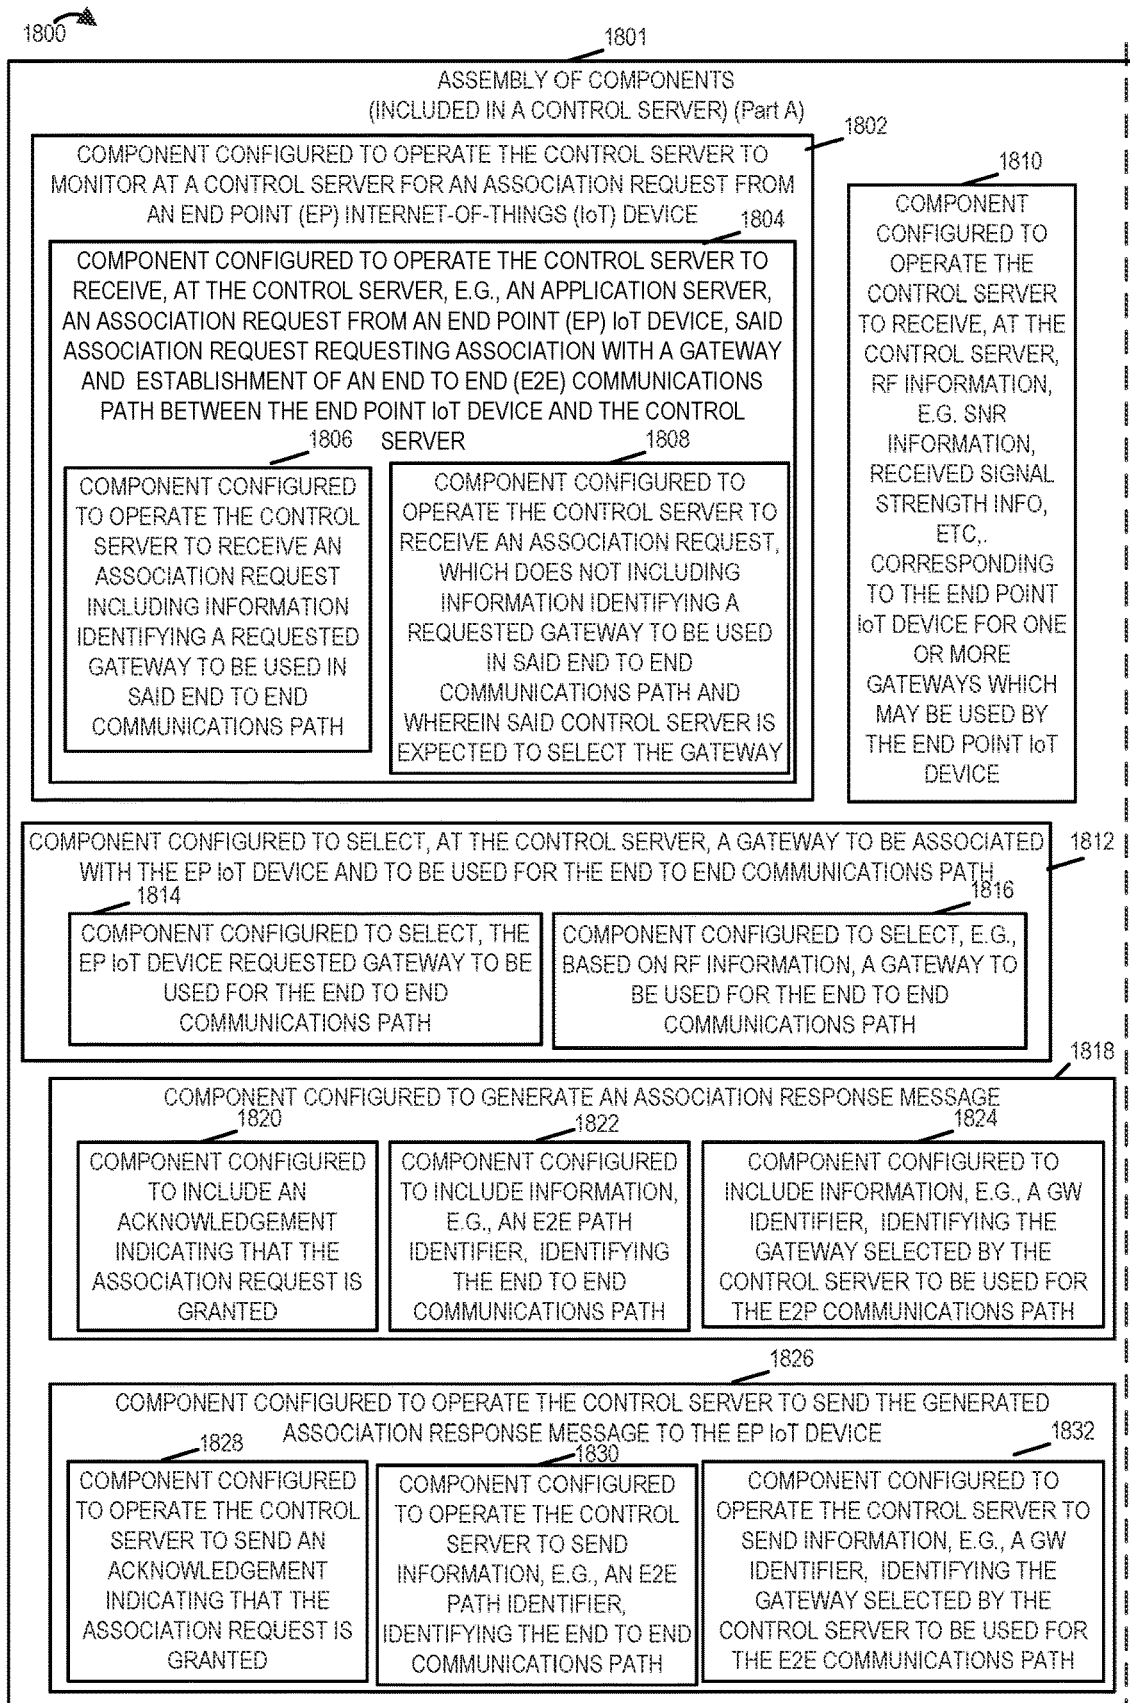 1800
1801
ASSEMBLY OF COMPONENTS
(INCLUDED IN A CONTROL SERVER) (Part A)
1802
COMPONENT CONFIGURED TO OPERATE THE CONTROL SERVER TO
MONITOR AT A CONTROL SERVER FOR AN ASSOCIATION REQUEST FROM
AN END POINT (EP) INTERNET-OF-THINGS (IoT) DEVICE
1804
COMPONENT CONFIGURED TO OPERATE THE CONTROL SERVER TO
RECEIVE, AT THE CONTROL SERVER, E.G., AN APPLICATION SERVER,
AN ASSOCIATION REQUEST FROM AN END POINT (EP) IoT DEVICE, SAID
ASSOCIATION REQUEST REQUESTING ASSOCIATION WITH A GATEWAY
AND ESTABLISHMENT OF AN END TO END (E2E) COMMUNICATIONS
PATH BETWEEN THE END POINT IoT DEVICE AND THE CONTROL
SERVER
1806
COMPONENT CONFIGURED
TO OPERATE THE CONTROL
SERVER TO RECEIVE AN
ASSOCIATION REQUEST
INCLUDING INFORMATION
IDENTIFYING A REQUESTED
GATEWAY TO BE USED IN
SAID END TO END
COMMUNICATIONS PATH
1808
COMPONENT CONFIGURED TO
OPERATE THE CONTROL SERVER TO
RECEIVE AN ASSOCIATION REQUEST,
WHICH DOES NOT INCLUDING
INFORMATION IDENTIFYING A
REQUESTED GATEWAY TO BE USED
IN SAID END TO END
COMMUNICATIONS PATH AND
WHEREIN SAID CONTROL SERVER IS
EXPECTED TO SELECT THE GATEWAY
1810
COMPONENT
CONFIGURED TO
OPERATE THE
CONTROL SERVER
TO RECEIVE, AT THE
CONTROL SERVER,
RF INFORMATION,
E.G. SNR
INFORMATION,
RECEIVED SIGNAL
STRENGTH INFO,
ETC,.
CORRESPONDING
TO THE END POINT
IoT DEVICE FOR ONE
OR MORE
GATEWAYS WHICH
MAY BE USED BY
THE END POINT IoT
DEVICE
1812
COMPONENT CONFIGURED TO SELECT, AT THE CONTROL SERVER, A GATEWAY TO BE ASSOCIATED
WITH THE EP IoT DEVICE AND TO BE USED FOR THE END TO END COMMUNICATIONS PATH
1814
COMPONENT CONFIGURED TO SELECT, THE
EP IoT DEVICE REQUESTED GATEWAY TO BE
USED FOR THE END TO END
COMMUNICATIONS PATH
1816
COMPONENT CONFIGURED TO SELECT, E.G.,
BASED ON RF INFORMATION, A GATEWAY TO
BE USED FOR THE END TO END
COMMUNICATIONS PATH
1818
COMPONENT CONFIGURED TO GENERATE AN ASSOCIATION RESPONSE MESSAGE
1820
COMPONENT CONFIGURED
TO INCLUDE AN
ACKNOWLEDGEMENT
INDICATING THAT THE
ASSOCIATION REQUEST IS
GRANTED
1822
COMPONENT CONFIGURED
TO INCLUDE INFORMATION,
E.G., AN E2E PATH
IDENTIFIER, IDENTIFYING
THE END TO END
COMMUNICATIONS PATH
1824
COMPONENT CONFIGURED TO
INCLUDE INFORMATION, E.G., A GW
IDENTIFIER, IDENTIFYING THE
GATEWAY SELECTED BY THE
CONTROL SERVER TO BE USED FOR
THE E2P COMMUNICATIONS PATH
1826
COMPONENT CONFIGURED TO OPERATE THE CONTROL SERVER TO SEND THE GENERATED
ASSOCIATION RESPONSE MESSAGE TO THE EP IoT DEVICE
1828
COMPONENT CONFIGURED
TO OPERATE THE CONTROL
SERVER TO SEND AN
ACKNOWLEDGEMENT
INDICATING THAT THE
ASSOCIATION REQUEST IS
GRANTED
1830
COMPONENT CONFIGURED
TO OPERATE THE CONTROL
SERVER TO SEND
INFORMATION, E.G., AN E2E
PATH IDENTIFIER,
IDENTIFYING THE END TO END
COMMUNICATIONS PATH
1832
COMPONENT CONFIGURED TO
OPERATE THE CONTROL SERVER TO
SEND INFORMATION, E.G., A GW
IDENTIFIER, IDENTIFYING THE
GATEWAY SELECTED BY THE
CONTROL SERVER TO BE USED FOR
THE E2E COMMUNICATIONS PATH